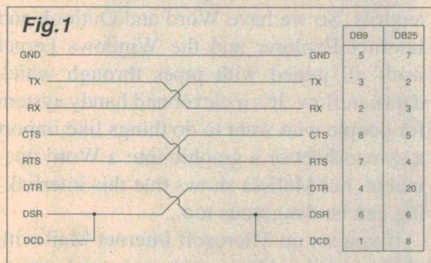 Fig.1
DB9 DB25
GND GND 5 7
TX TX 3 2
RX RX 2 3
CTS CTS 8 5
RTS RTS 7 4
DTR DTR 4 20
DSR DSR 6 6
DCD DCD 1 8